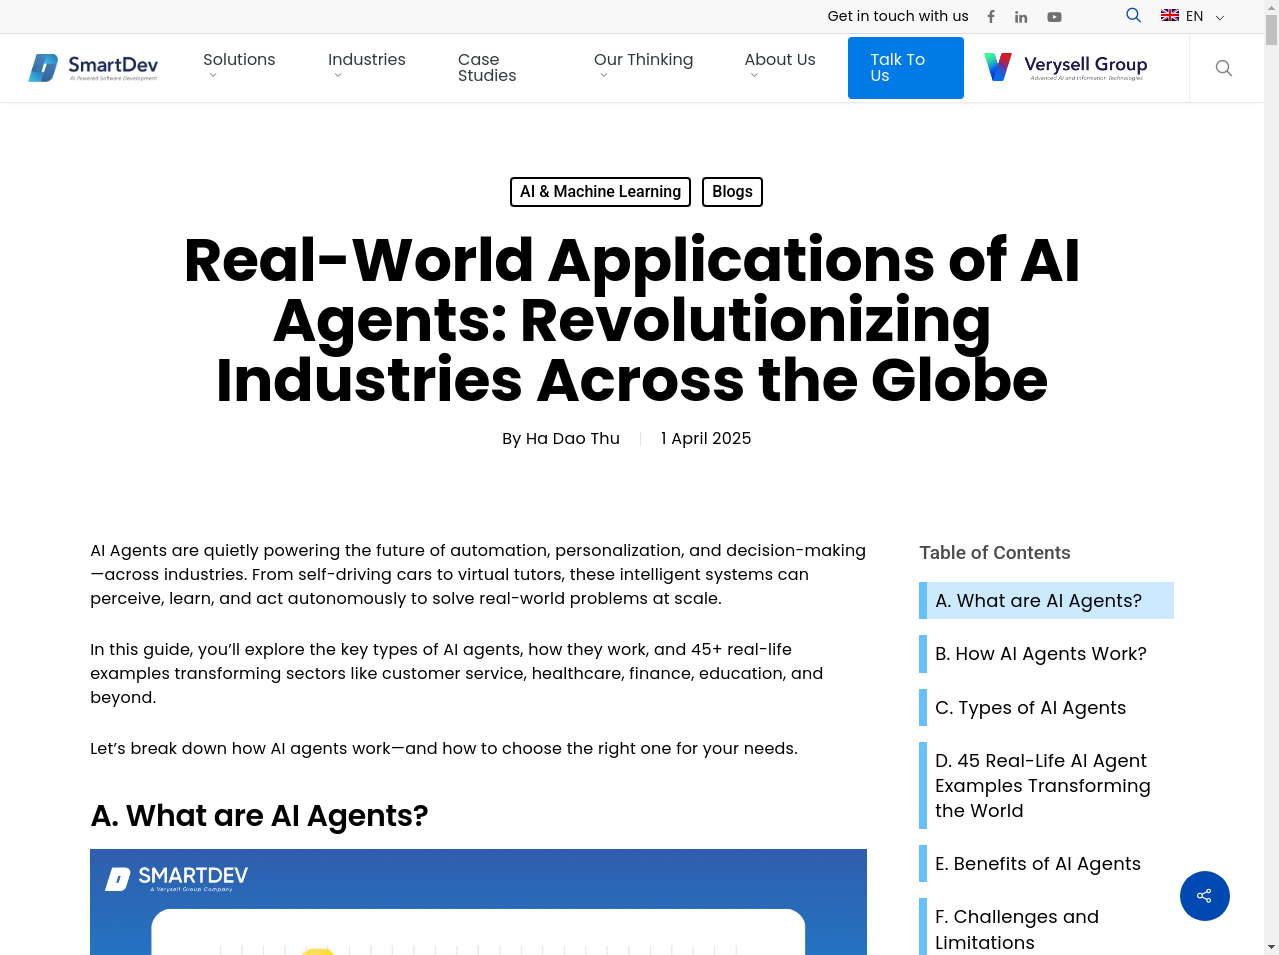 Get in touch with us
EN
SmartDev
AI Powered Software Development
Solutions
Industries
Case
Studies
Our Thinking
About Us
Talk To
Us
Verysell Group
Advanced AI and Information Technologies
AI & Machine Learning
Blogs
Real-World Applications of AI
Agents: Revolutionizing
Industries Across the Globe
By Ha Dao Thu
1 April 2025
AI Agents are quietly powering the future of automation, personalization, and decision-making
—across industries. From self-driving cars to virtual tutors, these intelligent systems can
perceive, learn, and act autonomously to solve real-world problems at scale.
In this guide, you’ll explore the key types of AI agents, how they work, and 45+ real-life
examples transforming sectors like customer service, healthcare, finance, education, and
beyond.
Let’s break down how AI agents work—and how to choose the right one for your needs.
A. What are AI Agents?
SMARTDEV
A Verysell Group Company
Table of Contents
A. What are AI Agents?
B. How AI Agents Work?
C. Types of AI Agents
D. 45 Real-Life AI Agent
Examples Transforming
the World
E. Benefits of AI Agents
F. Challenges and
Limitations